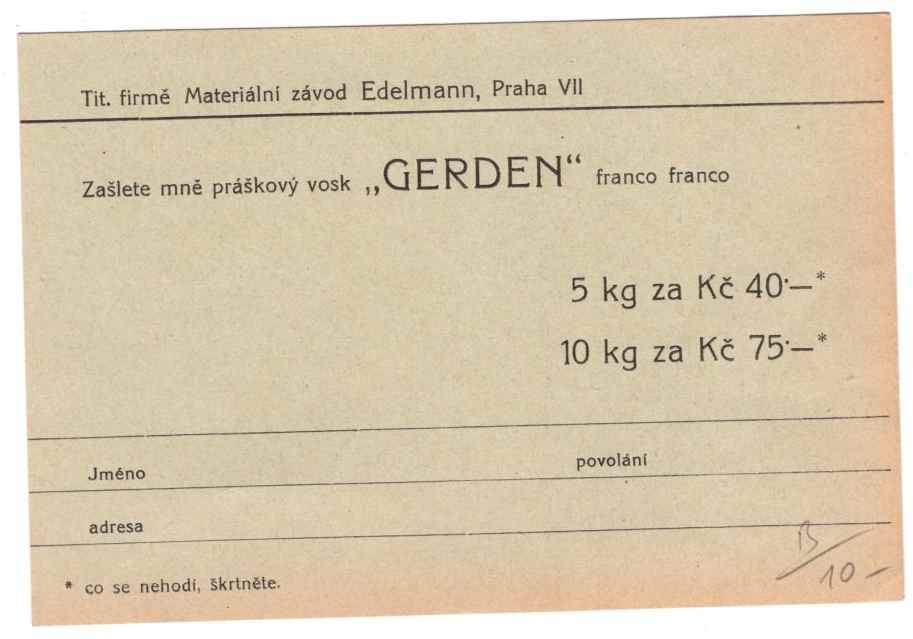 Tit. firmě Materiální závod Edelmann, Praha VII
Zašlete mně práškový vosk „GERDEN“ franco franco
5 kg za Kč 40·—*
10 kg za Kč 75·—*
Jméno povolání
adresa
* co se nehodí, škrtněte.
B/
10 –